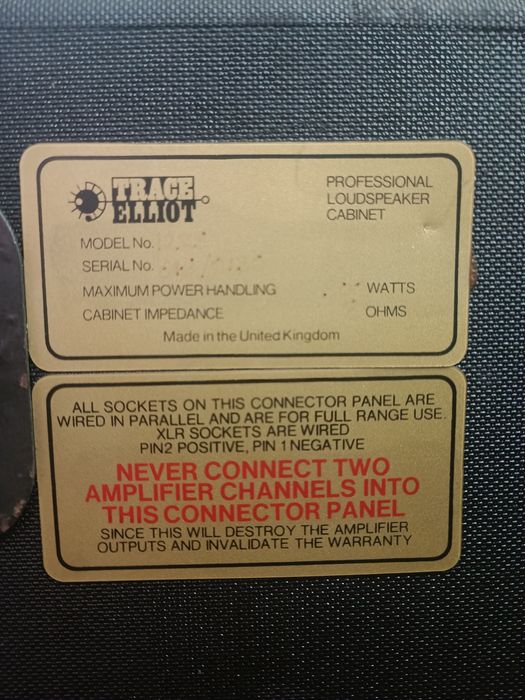 TRACE
ELLIOT
PROFESSIONAL
LOUDSPEAKER
CABINET
MODEL No.
SERIAL No.
MAXIMUM POWER HANDLING WATTS
CABINET IMPEDANCE OHMS
Made in the United Kingdom
ALL SOCKETS ON THIS CONNECTOR PANEL ARE
WIRED IN PARALLEL AND ARE FOR FULL RANGE USE.
XLR SOCKETS ARE WIRED
PIN2 POSITIVE, PIN 1 NEGATIVE
NEVER CONNECT TWO
AMPLIFIER CHANNELS INTO
THIS CONNECTOR PANEL
SINCE THIS WILL DESTROY THE AMPLIFIER
OUTPUTS AND INVALIDATE THE WARRANTY